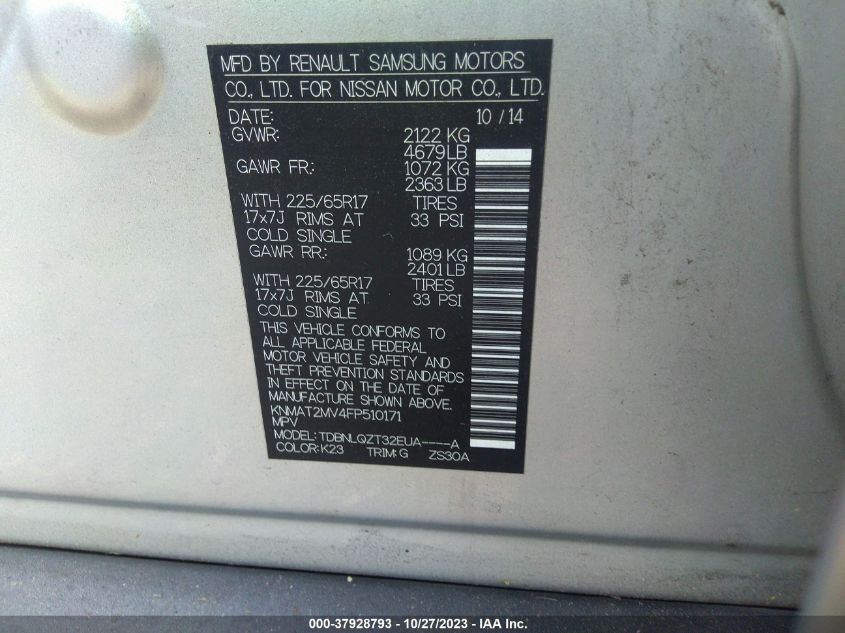 MFD BY RENAULT SAMSUNG MOTORS
CO., LTD. FOR NISSAN MOTOR CO., LTD.
DATE: 10 / 14
GVWR: 2122 KG
4679 LB
GAWR FR: 1072 KG
2363 LB
WITH 225/65R17 TIRES
17x7J RIMS AT 33 PSI
COLD SINGLE
GAWR RR: 1089 KG
2401 LB
WITH 225/65R17 TIRES
17x7J RIMS AT 33 PSI
COLD SINGLE
THIS VEHICLE CONFORMS TO
ALL APPLICABLE FEDERAL
MOTOR VEHICLE SAFETY AND
THEFT PREVENTION STANDARDS
IN EFFECT ON THE DATE OF
MANUFACTURE SHOWN ABOVE.
KNMAT2MV4FP510171
MPV
MODEL: TDBNLQZT32EUA----A
COLOR: K23 TRIM: G ZS30A
000-37928793 - 10/27/2023 - IAA Inc.